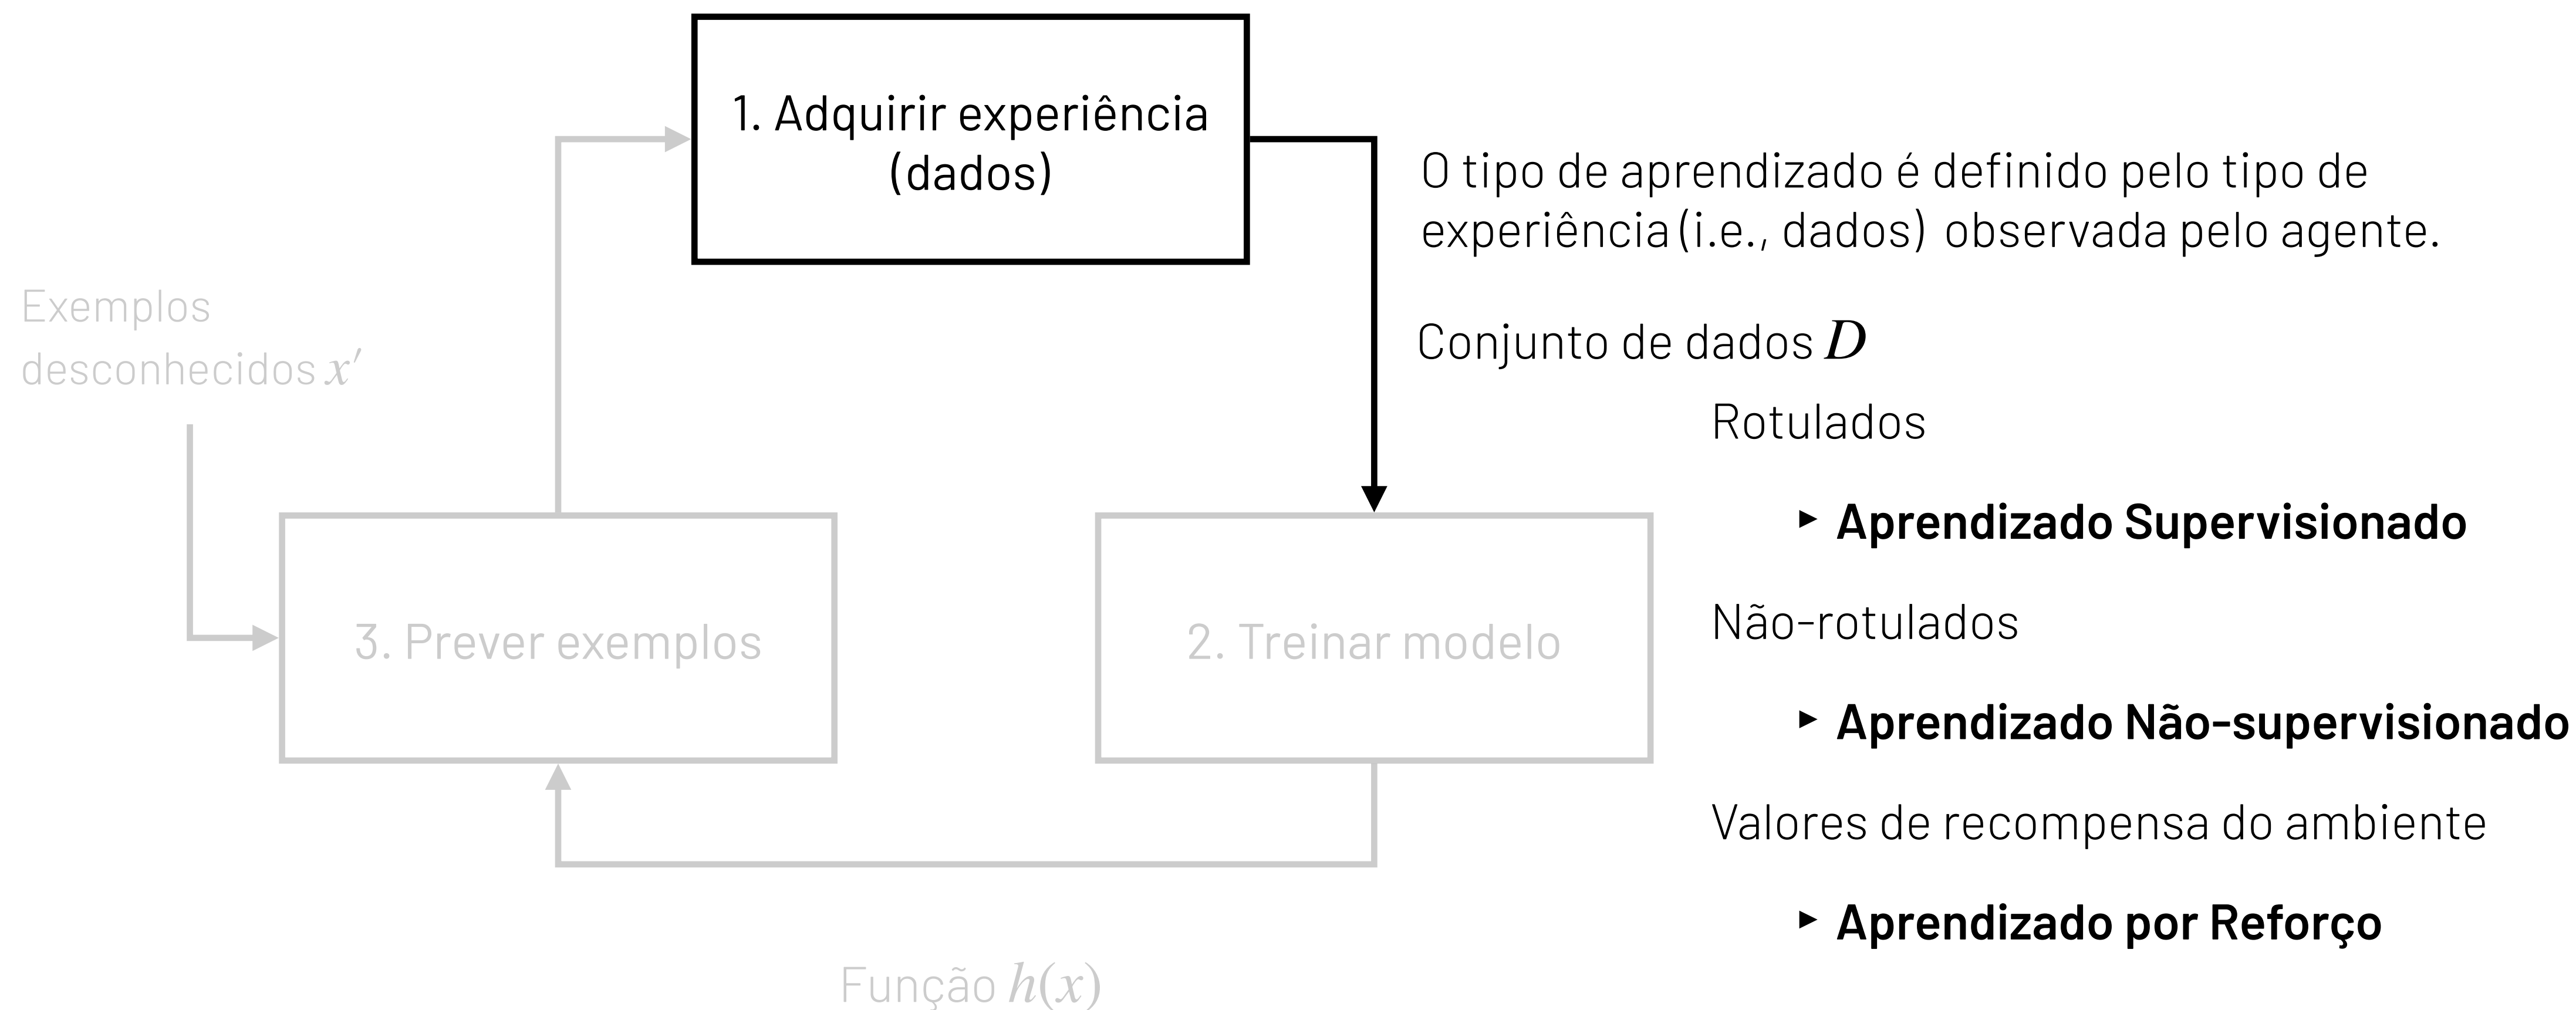 1. Adquirir experiência
(dados)
O tipo de aprendizado é definido pelo tipo de
experiência (i.e., dados) observada pelo agente.
Exemplos
desconhecidos x′
Conjunto de dados D
Rotulados
▸ Aprendizado Supervisionado
3. Prever exemplos
2. Treinar modelo
Não-rotulados
▸ Aprendizado Não-supervisionado
Valores de recompensa do ambiente
▸ Aprendizado por Reforço
Função h(x)